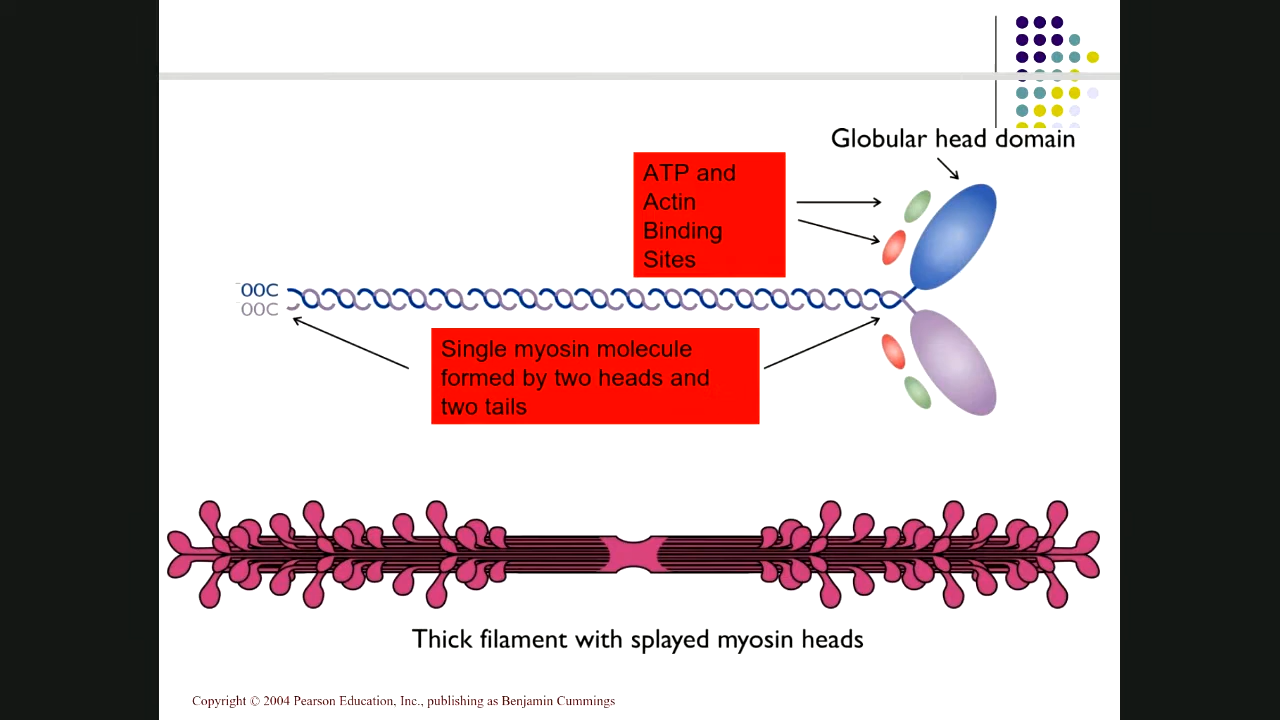 Globular head domain
ATP and
Actin
Binding
Sites
OOC
OOC
Single myosin molecule
formed by two heads and
two tails
Thick filament with splayed myosin heads
Copyright © 2004 Pearson Education, Inc., publishing as Benjamin Cummings